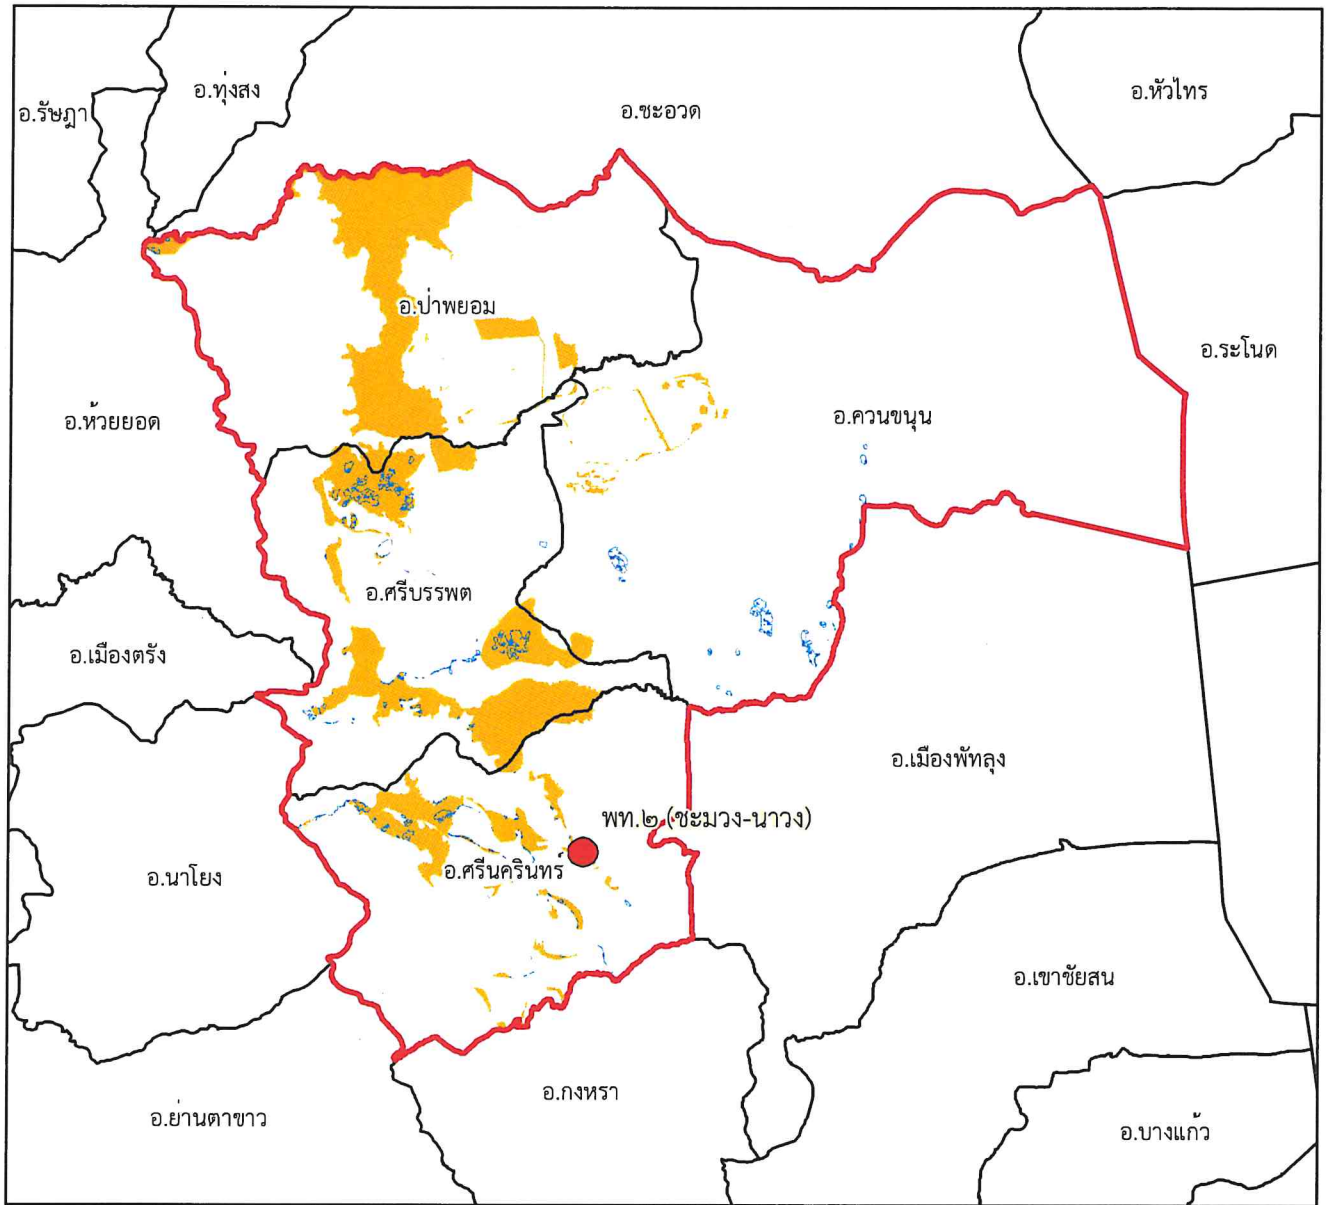 อ.ทุ่งสง
อ.หัวไทร
อ.รัษฎา
อ.ชะอวด
อ.ป่าพยอม
อ.ระโนด
อ.ห้วยยอด
อ.ควนขนุน
อ.ศรีบรรพต
อ.เมืองตรัง
อ.เมืองพัทลุง
พท.๒ (ชะมวง-นาวง)
อ.นาโยง
อ.ศรีนครินทร์
อ.เขาชัยสน
อ.กงหรา
อ.ย่านตาขาว
อ.บางแก้ว